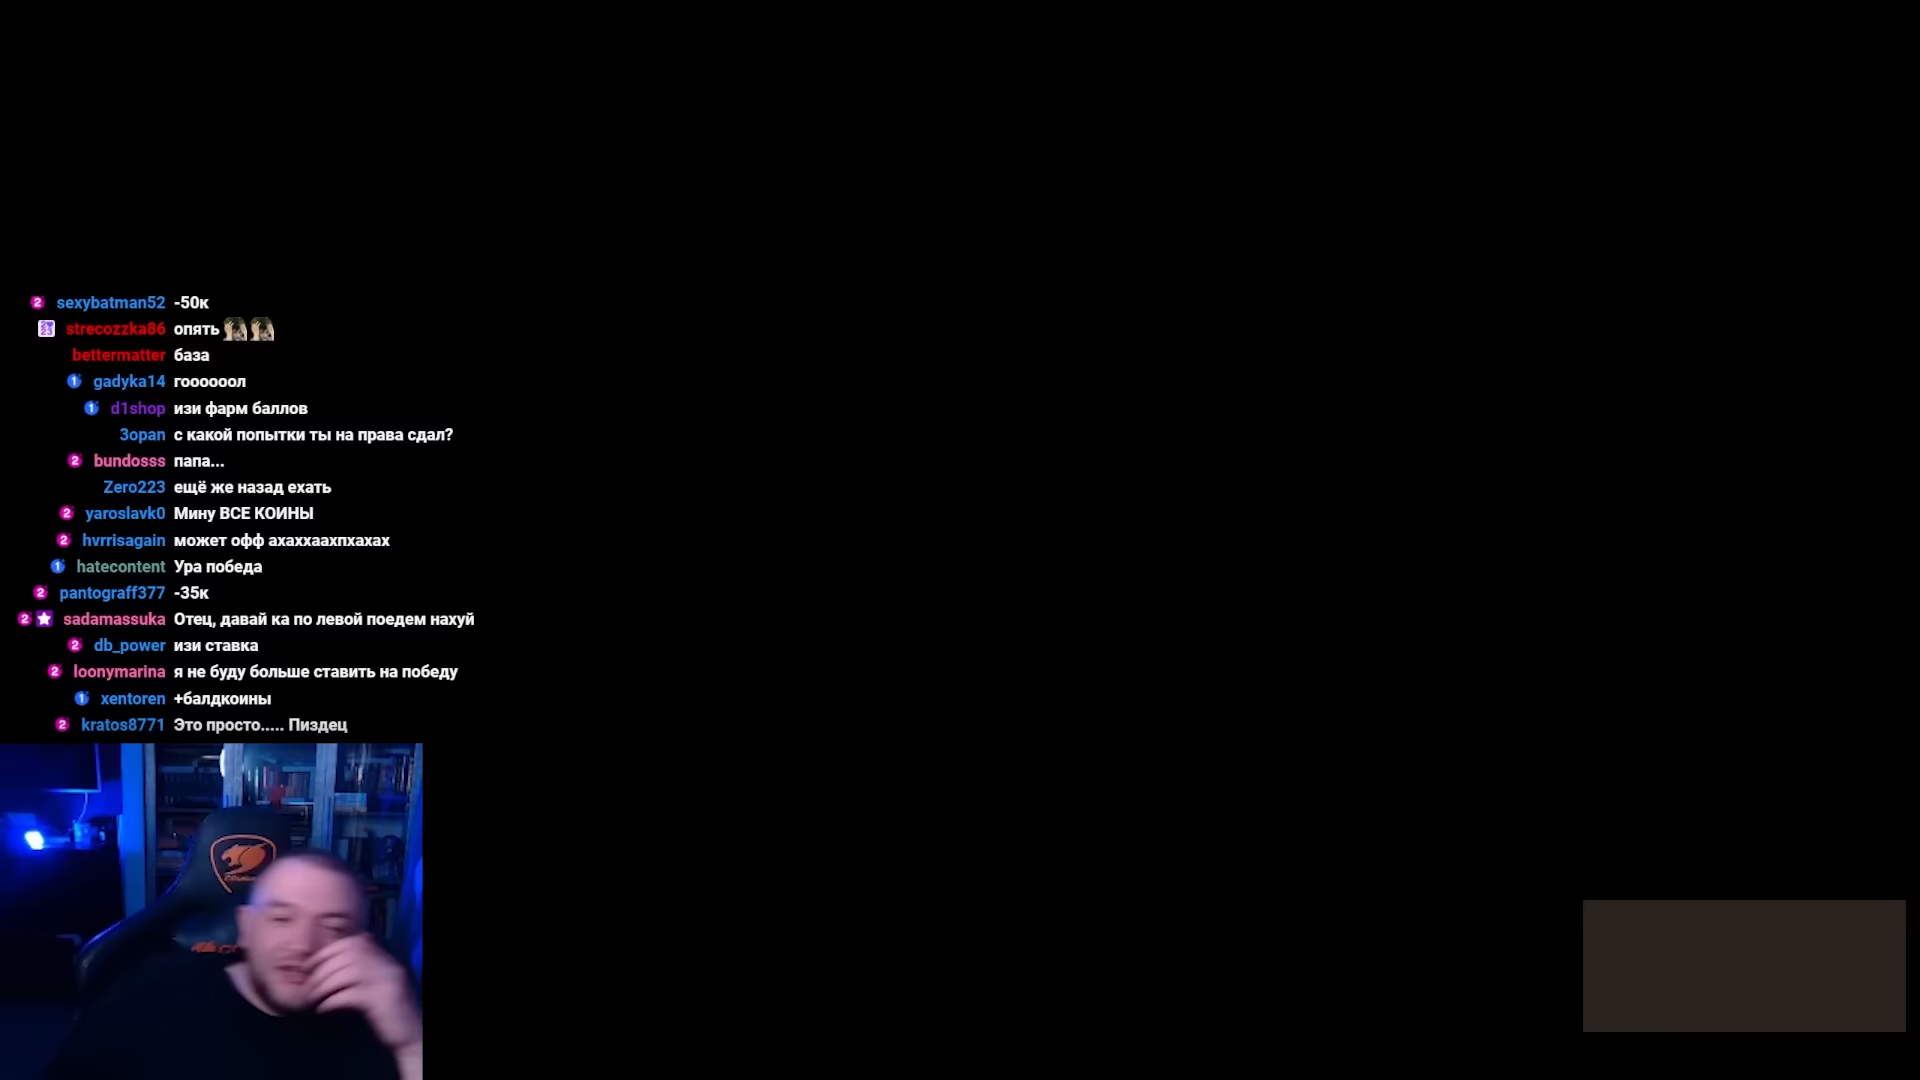 sexybatman52 -50к
strecozzka86 опять
bettermatter база
gadyka14 гоооооол
d1shop изи фарм баллов
3opan с какой попытки ты на права сдал?
bundosss папа...
Zero223 ещё же назад ехать
yaroslavk0 Мину ВСЕ КОИНЫ
hvrrisagain может офф ахаххаахпхахах
hatecontent Ура победа
pantograff377 -35к
sadamassuka Отец, давай ка по левой поедем нахуй
db_power изи ставка
loonymarina я не буду больше ставить на победу
xentoren +балдкоины
kratos8771 Это просто..... Пиздец